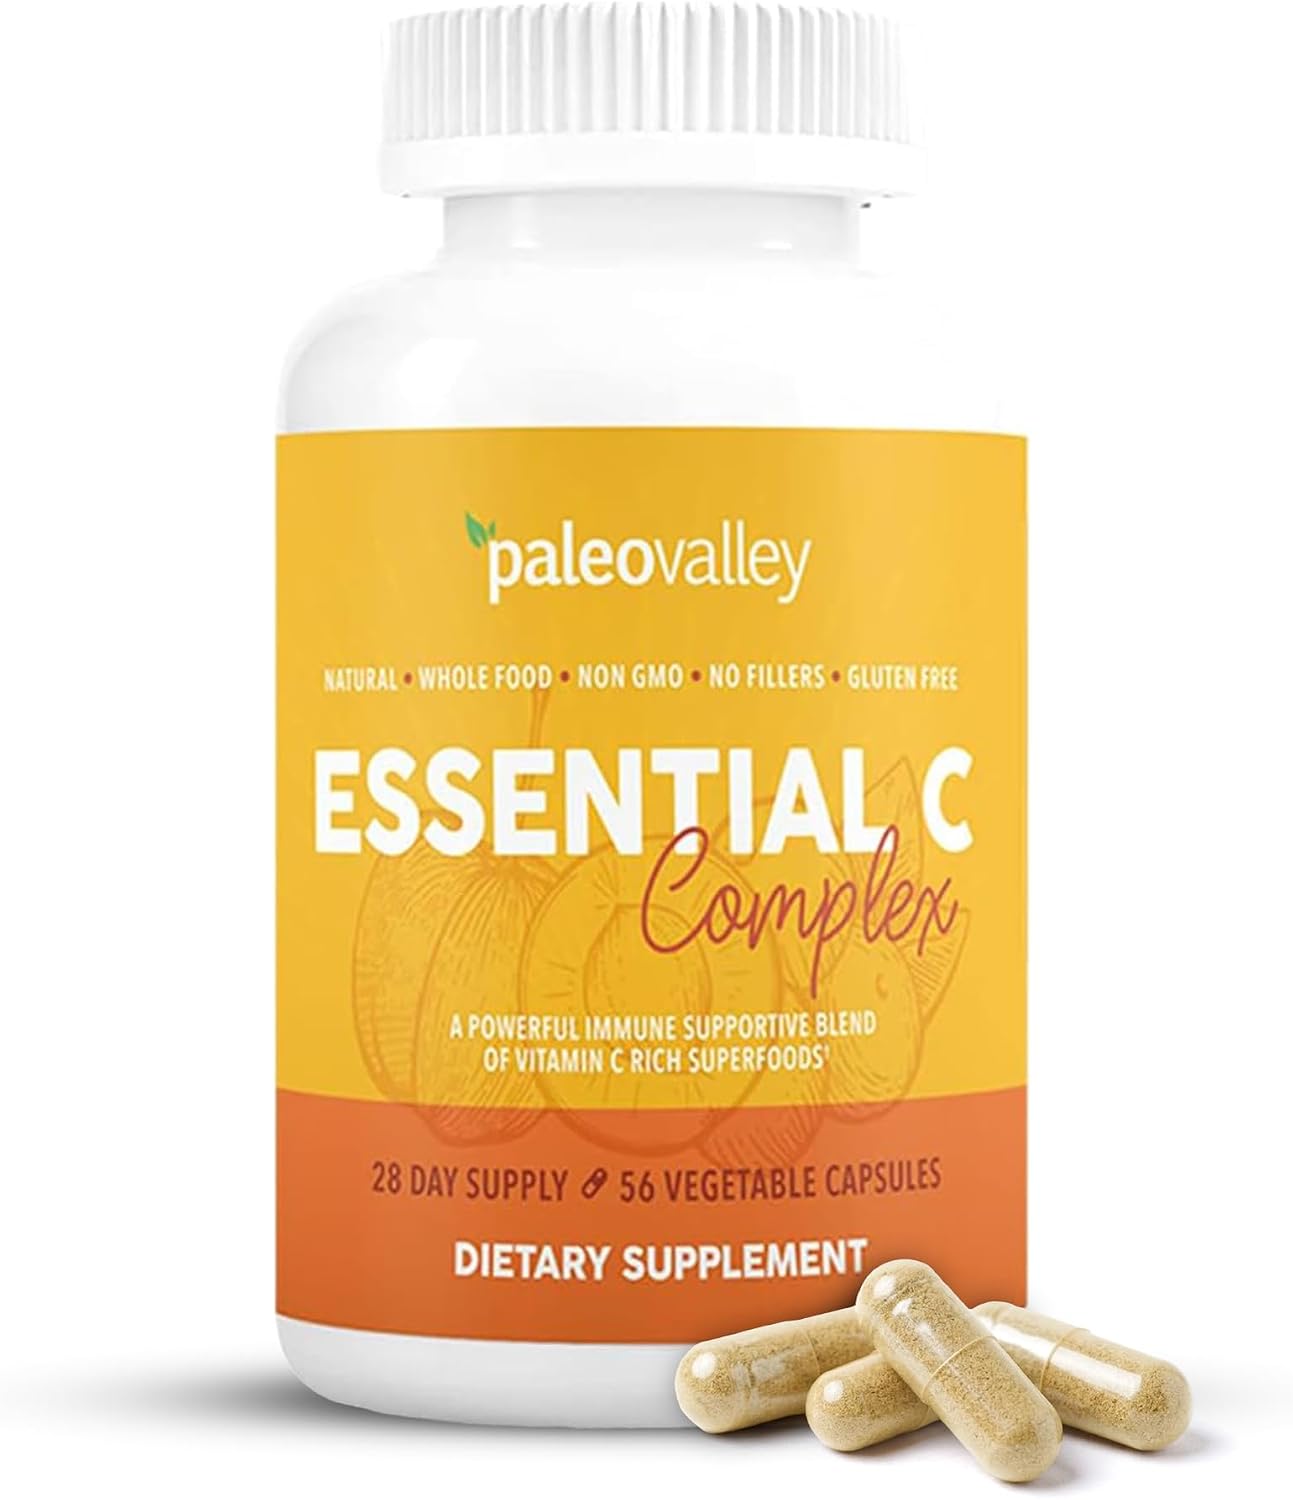 paleovalley
NATURAL • WHOLE FOOD • NON GMO • NO FILLERS • GLUTEN FREE
ESSENTIAL C
Complex
A POWERFUL IMMUNE SUPPORTIVE BLEND
OF VITAMIN C RICH SUPERFOODS†
28 DAY SUPPLY 56 VEGETABLE CAPSULES
DIETARY SUPPLEMENT